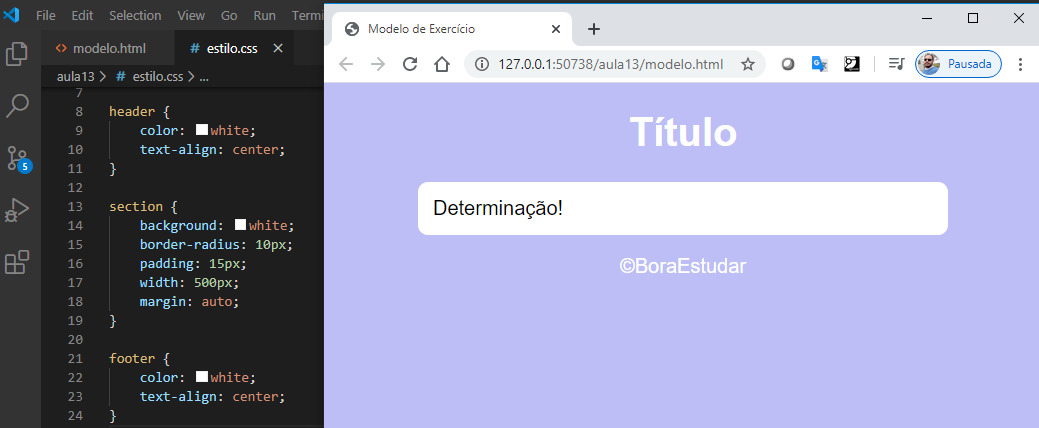 File Edit Selection View Go Run Termi
modelo.html
# estilo.css
aula13 > # estilo.css > ...
7
8 header {
9 color: white;
10 text-align: center;
11 }
12
13 section {
14 background: white;
15 border-radius: 10px;
16 padding: 15px;
17 width: 500px;
18 margin: auto;
19 }
20
21 footer {
22 color: white;
23 text-align: center;
24 }
5
Modelo de Exercício
127.0.0.1:50738/aula13/modelo.html
Pausada
Título
Determinação!
©BoraEstudar